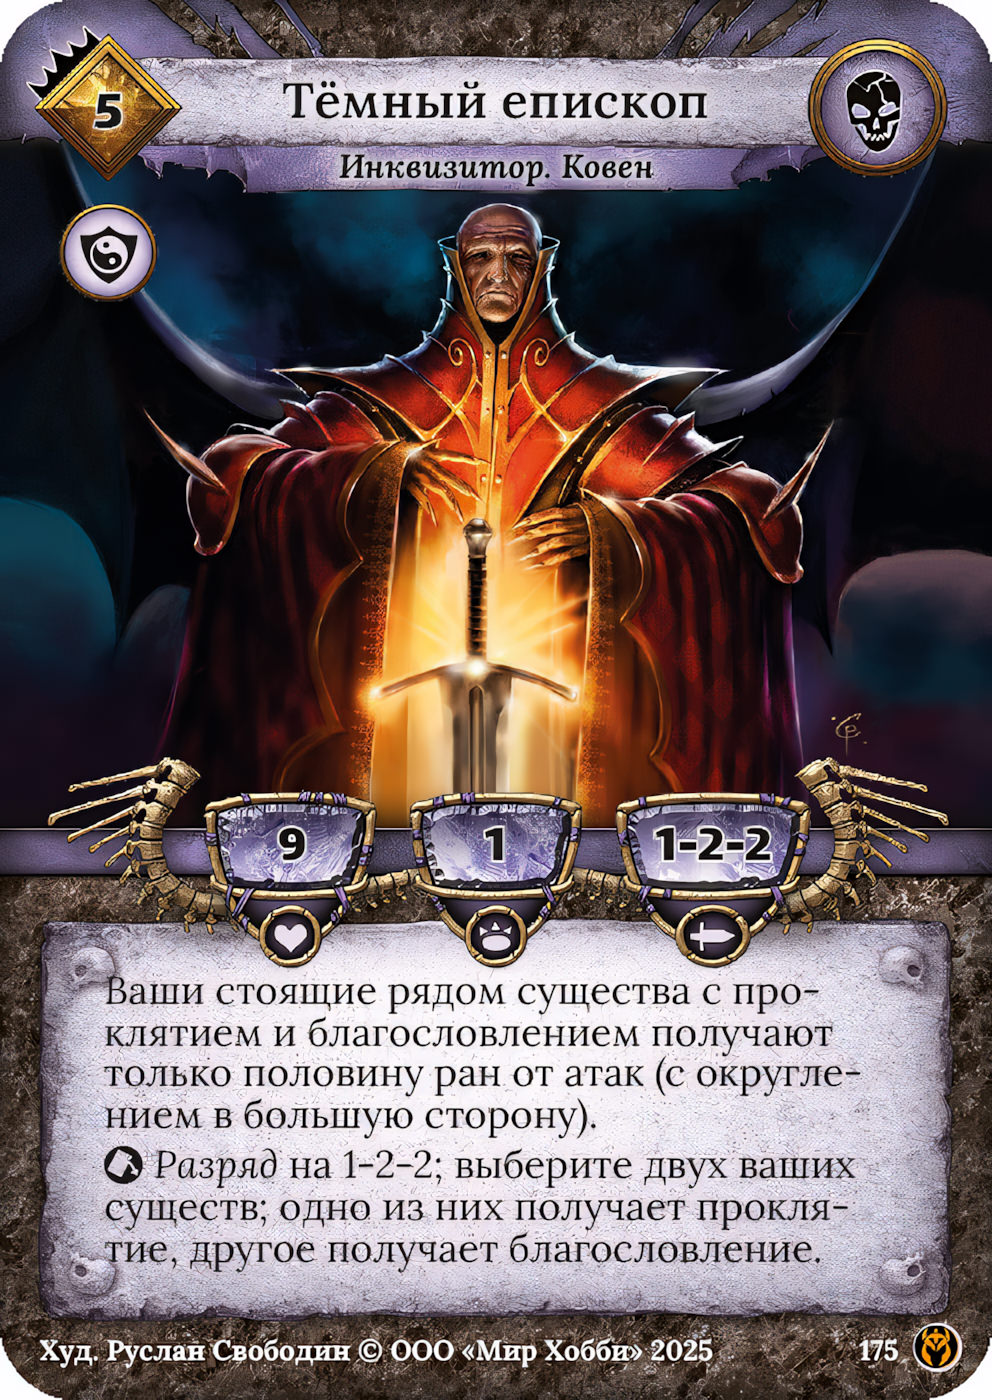 5
Тёмный епископ
Инквизитор. Ковен
9
1
1-2-2
Ваши стоящие рядом существа с про-
клятием и благословлением получают
только половину ран от атак (с округле-
нием в большую сторону).
Разряд на 1-2-2; выберите двух ваших
существ; одно из них получает прокля-
тие, другое получает благословление.
Худ. Руслан Свободин © ООО «Мир Хобби» 2025
175